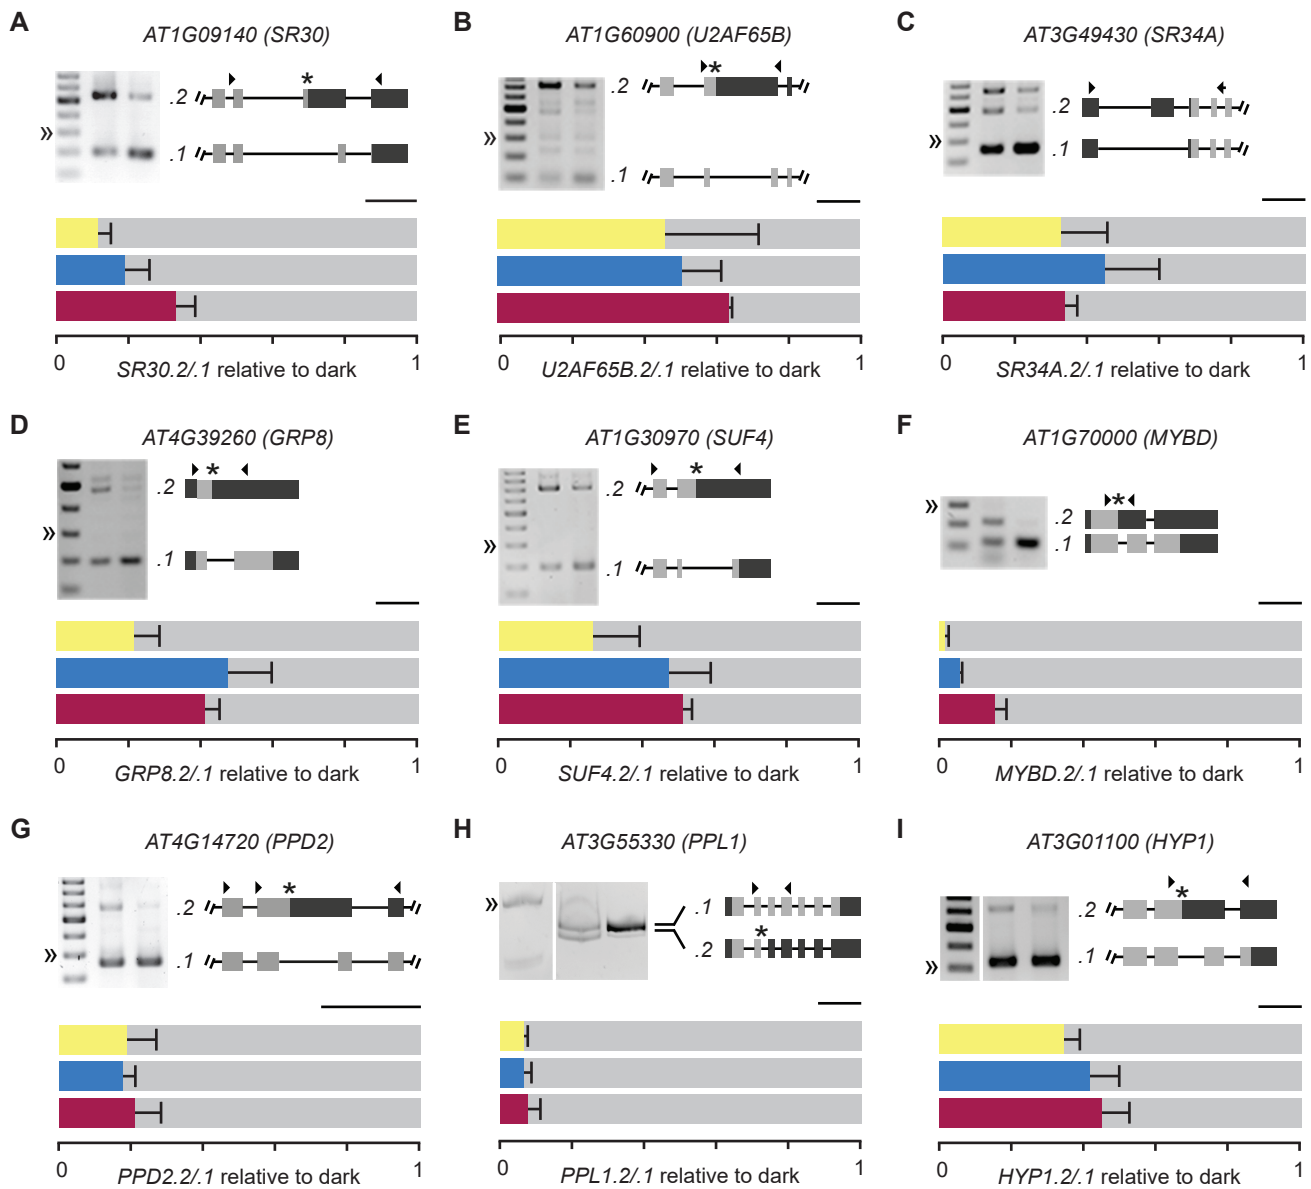 A
AT1G09140 (SR30)
.2
.1
»
0 1
SR30.2/.1 relative to dark
B
AT1G60900 (U2AF65B)
.2
.1
»
0 1
U2AF65B.2/.1 relative to dark
C
AT3G49430 (SR34A)
.2
.1
»
0 1
SR34A.2/.1 relative to dark
D
AT4G39260 (GRP8)
.2
.1
»
0 1
GRP8.2/.1 relative to dark
E
AT1G30970 (SUF4)
.2
.1
»
0 1
SUF4.2/.1 relative to dark
F
AT1G70000 (MYBD)
.2
.1
»
0 1
MYBD.2/.1 relative to dark
G
AT4G14720 (PPD2)
.2
.1
»
0 1
PPD2.2/.1 relative to dark
H
AT3G55330 (PPL1)
.1
.2
»
0 1
PPL1.2/.1 relative to dark
I
AT3G01100 (HYP1)
.2
.1
»
0 1
HYP1.2/.1 relative to dark